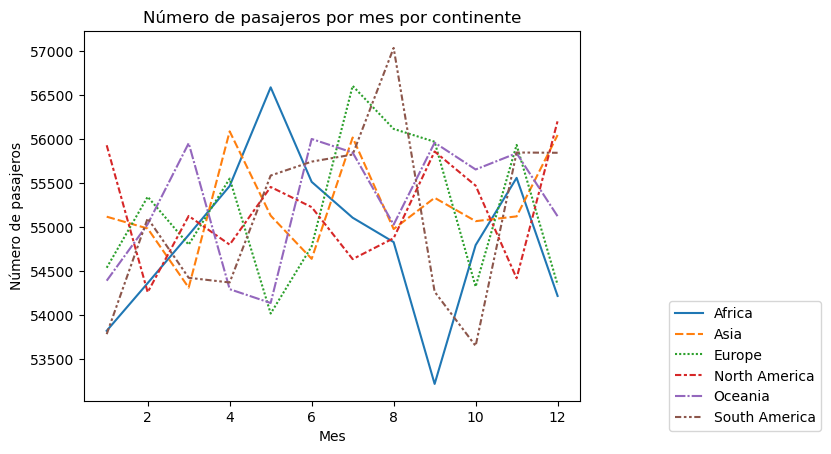 Número de pasajeros por mes por continente
Número de pasajeros
57000
56500
56000
55500
55000
54500
54000
53500
2
4
6
8
10
12
Mes
Africa
Asia
Europe
North America
Oceania
South America